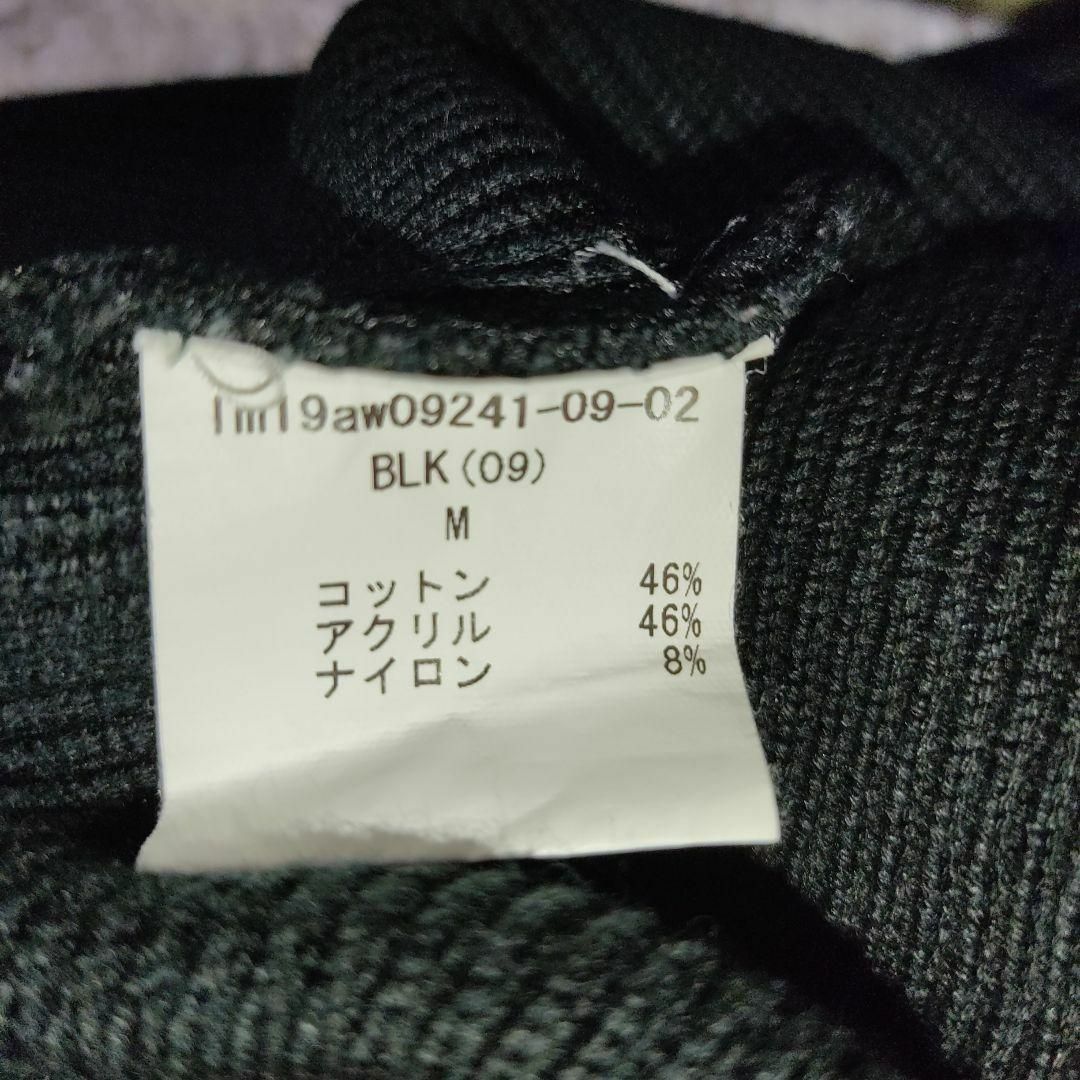 lm19aw09241-09-02
BLK(09)
M
コットン 46%
アクリル 46%
ナイロン 8%